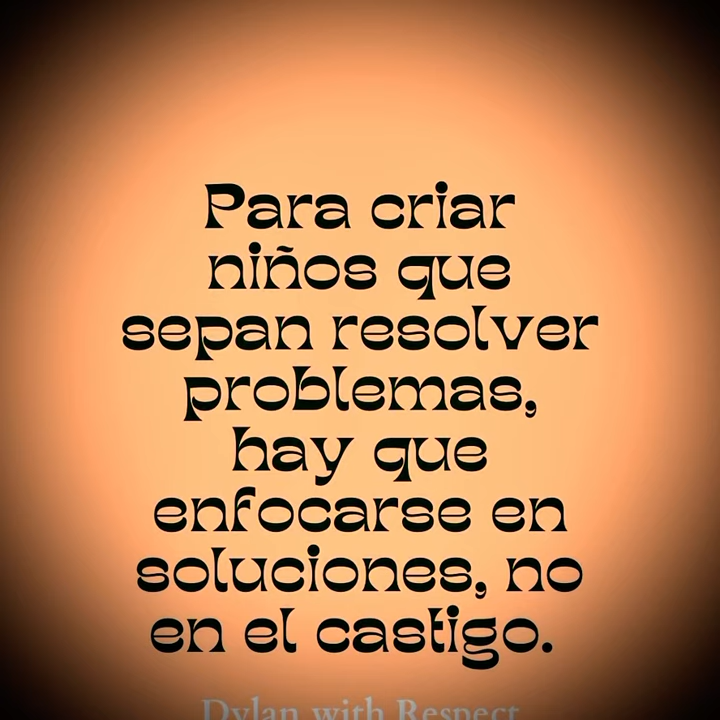 Para criar
niños que
sepan resolver
problemas,
hay que
enfocarse en
soluciones, no
en el castigo.
Dylan with Respect